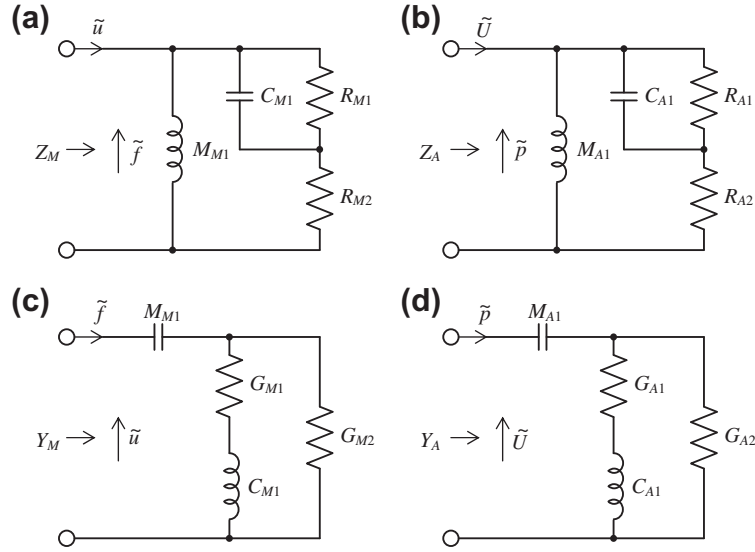 (a)
ũ
C_M1
R_M1
Z_M
f̃
M_M1
R_M2
(b)
Ũ
C_A1
R_A1
Z_A
p̃
M_A1
R_A2
(c)
f̃
M_M1
G_M1
Y_M
ũ
G_M2
C_M1
(d)
p̃
M_A1
G_A1
Y_A
Ũ
G_A2
C_A1